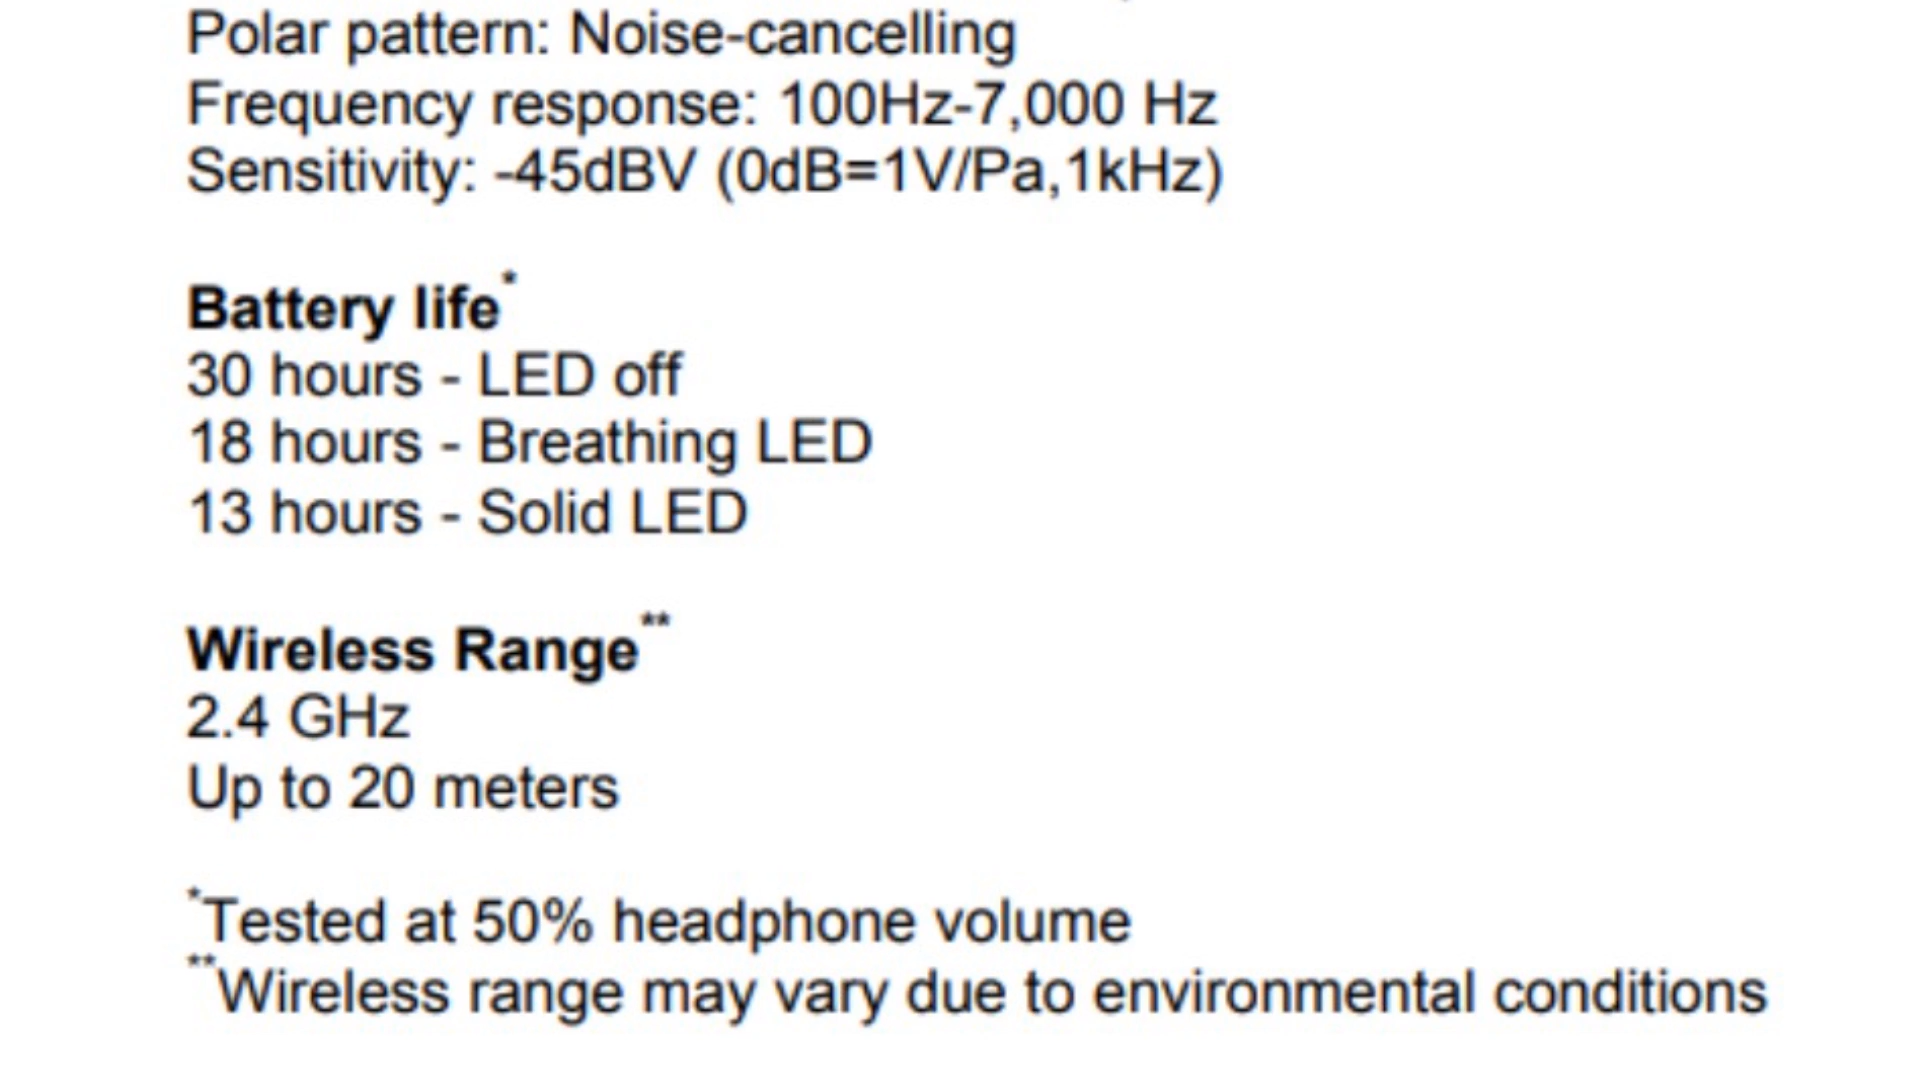 Polar pattern: Noise-cancelling
Frequency response: 100Hz-7,000 Hz
Sensitivity: -45dBV (0dB=1V/Pa,1kHz)
Battery life*
30 hours - LED off
18 hours - Breathing LED
13 hours - Solid LED
Wireless Range**
2.4 GHz
Up to 20 meters
*Tested at 50% headphone volume
**Wireless range may vary due to environmental conditions